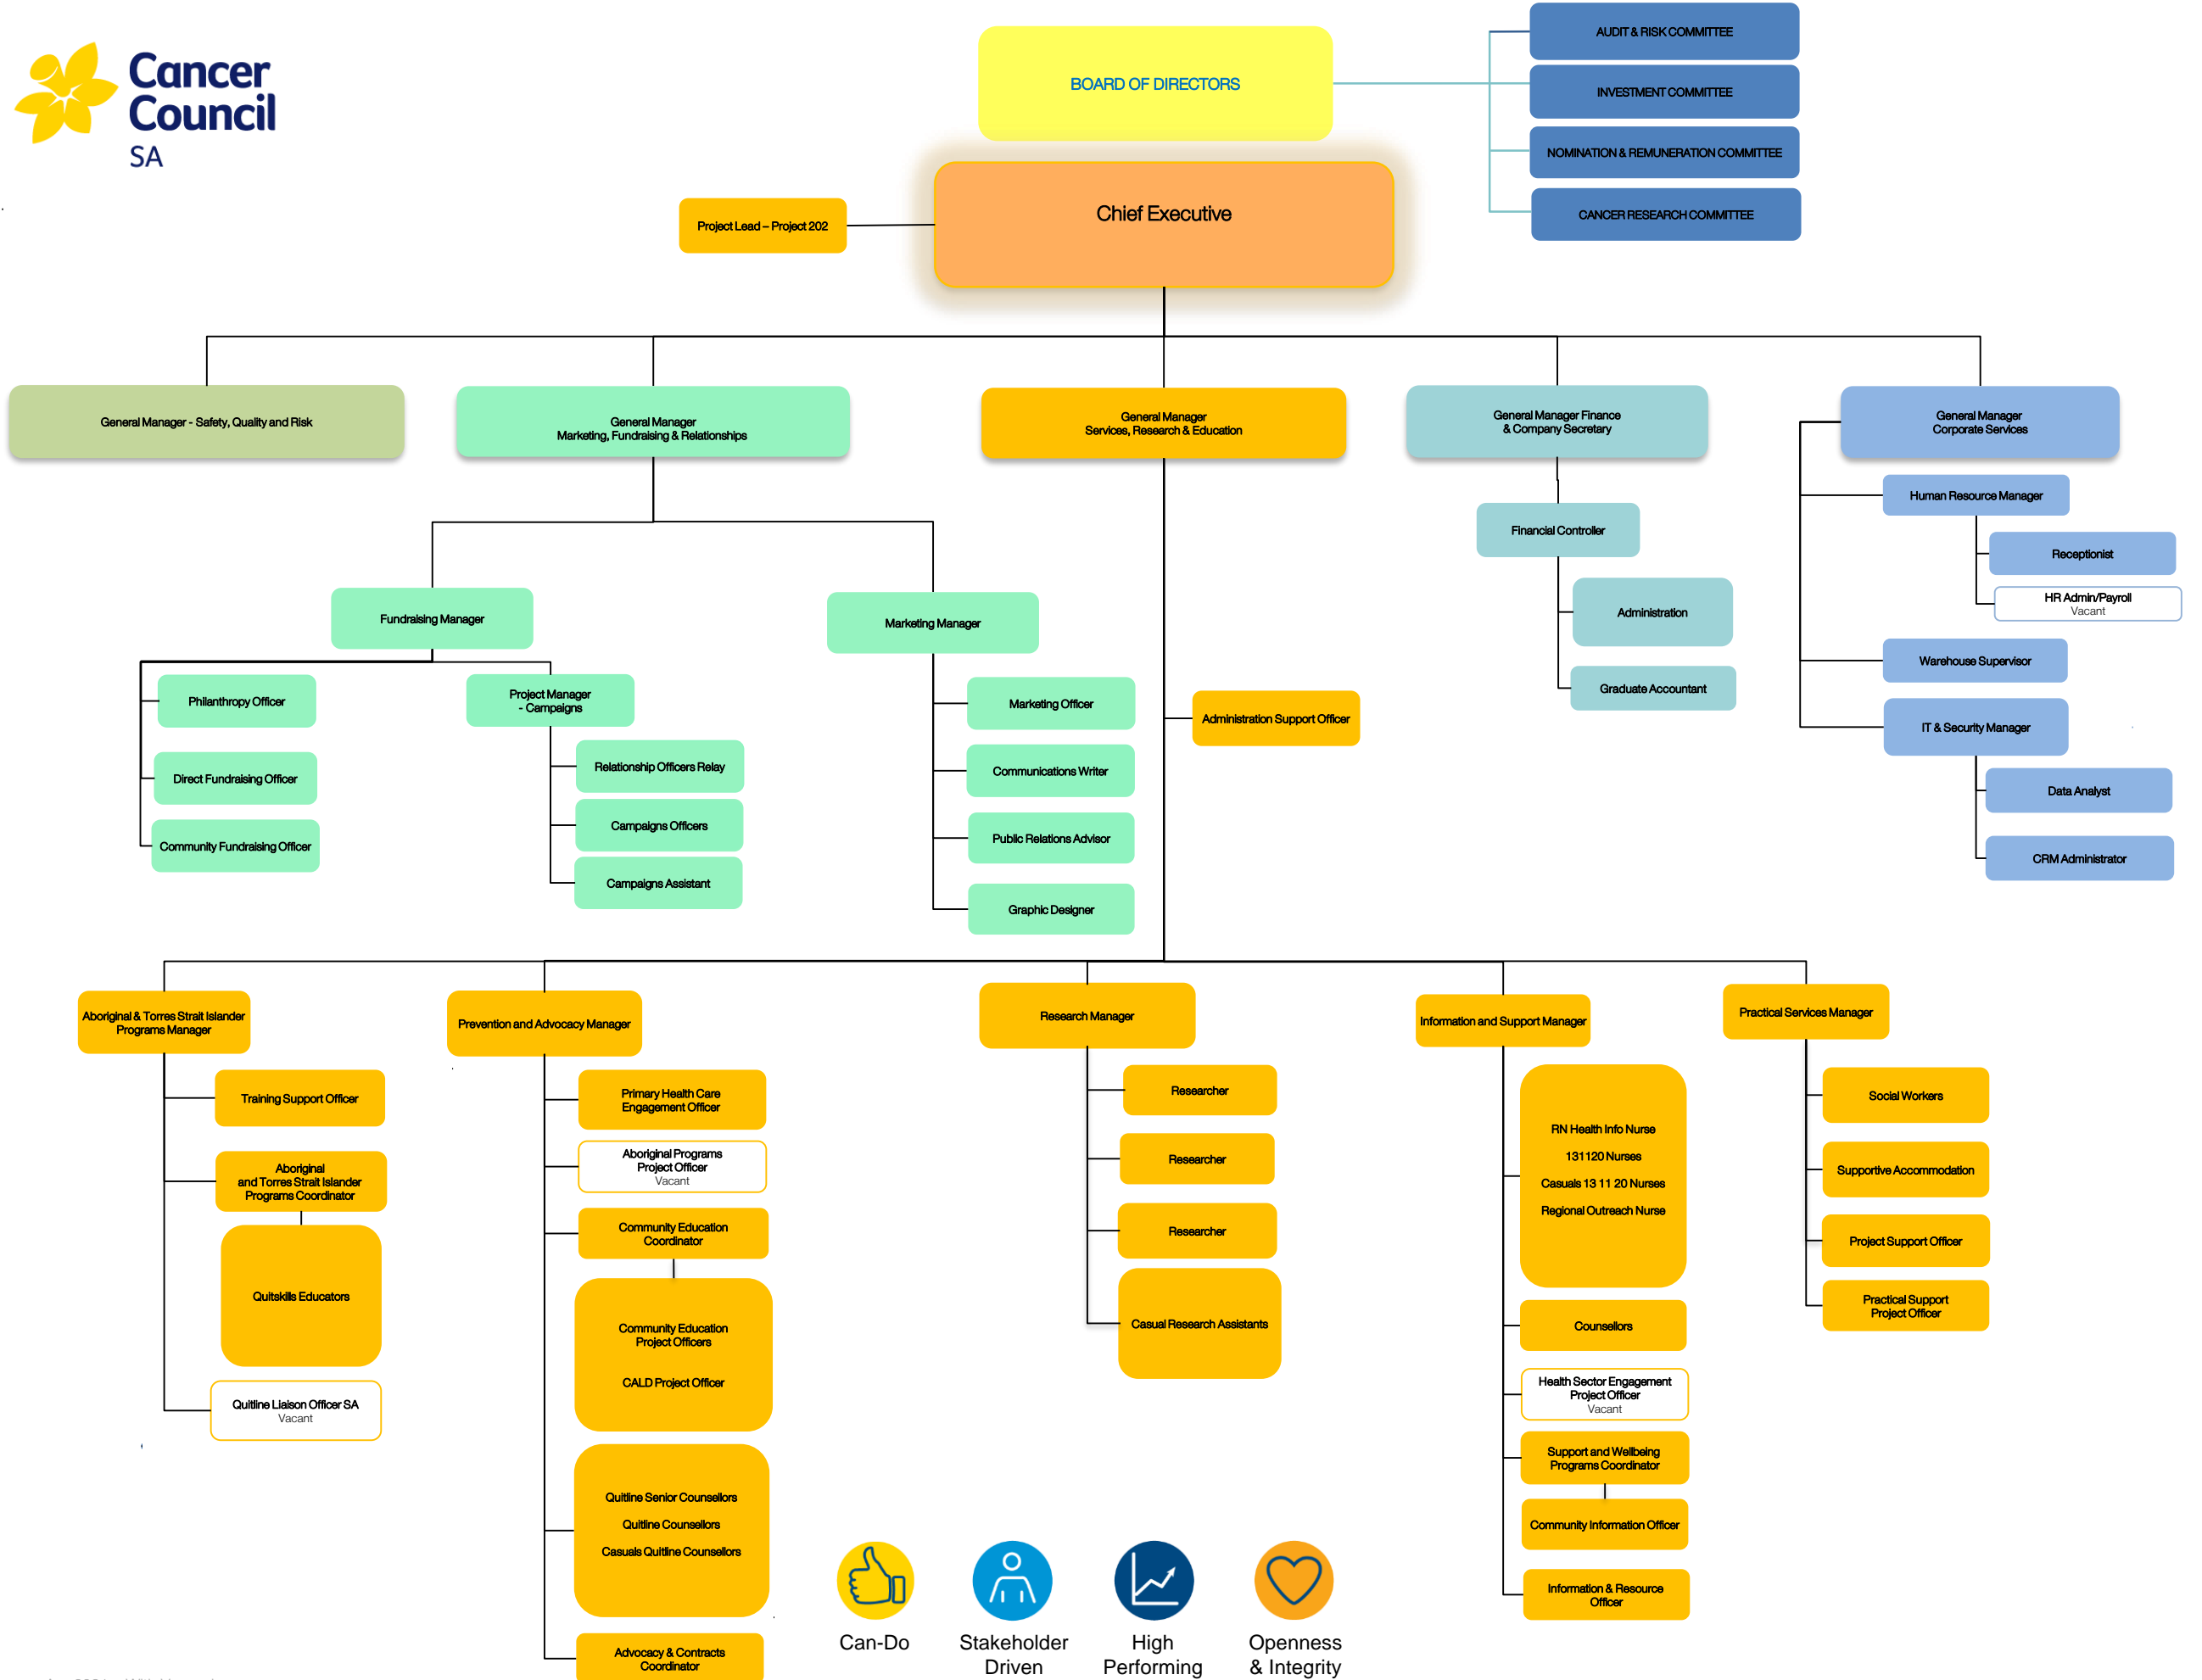 Cancer
Council
SA
BOARD OF DIRECTORS
AUDIT & RISK COMMITTEE
INVESTMENT COMMITTEE
NOMINATION & REMUNERATION COMMITTEE
CANCER RESEARCH COMMITTEE
Chief Executive
Project Lead – Project 202
General Manager - Safety, Quality and Risk
General Manager
Marketing, Fundraising & Relationships
General Manager
Services, Research & Education
General Manager Finance
& Company Secretary
General Manager
Corporate Services
Fundraising Manager
Philanthropy Officer
Direct Fundraising Officer
Community Fundraising Officer
Project Manager
- Campaigns
Relationship Officers Relay
Campaigns Officers
Campaigns Assistant
Marketing Manager
Marketing Officer
Communications Writer
Public Relations Advisor
Graphic Designer
Administration Support Officer
Financial Controller
Administration
Graduate Accountant
Human Resource Manager
Receptionist
HR Admin/Payroll
Vacant
Warehouse Supervisor
IT & Security Manager
Data Analyst
CRM Administrator
Aboriginal & Torres Strait Islander
Programs Manager
Training Support Officer
Aboriginal
and Torres Strait Islander
Programs Coordinator
Quitskills Educators
Quitline Liaison Officer SA
Vacant
Prevention and Advocacy Manager
Primary Health Care
Engagement Officer
Aboriginal Programs
Project Officer
Vacant
Community Education
Coordinator
Community Education
Project Officers
CALD Project Officer
Quitline Senior Counsellors
Quitline Counsellors
Casuals Quitline Counsellors
Advocacy & Contracts
Coordinator
Research Manager
Researcher
Researcher
Researcher
Casual Research Assistants
Information and Support Manager
RN Health Info Nurse
131120 Nurses
Casuals 13 11 20 Nurses
Regional Outreach Nurse
Counsellors
Health Sector Engagement
Project Officer
Vacant
Support and Wellbeing
Programs Coordinator
Community Information Officer
Information & Resource
Officer
Practical Services Manager
Social Workers
Supportive Accommodation
Project Support Officer
Practical Support
Project Officer
Can-Do
Stakeholder
Driven
High
Performing
Openness
& Integrity